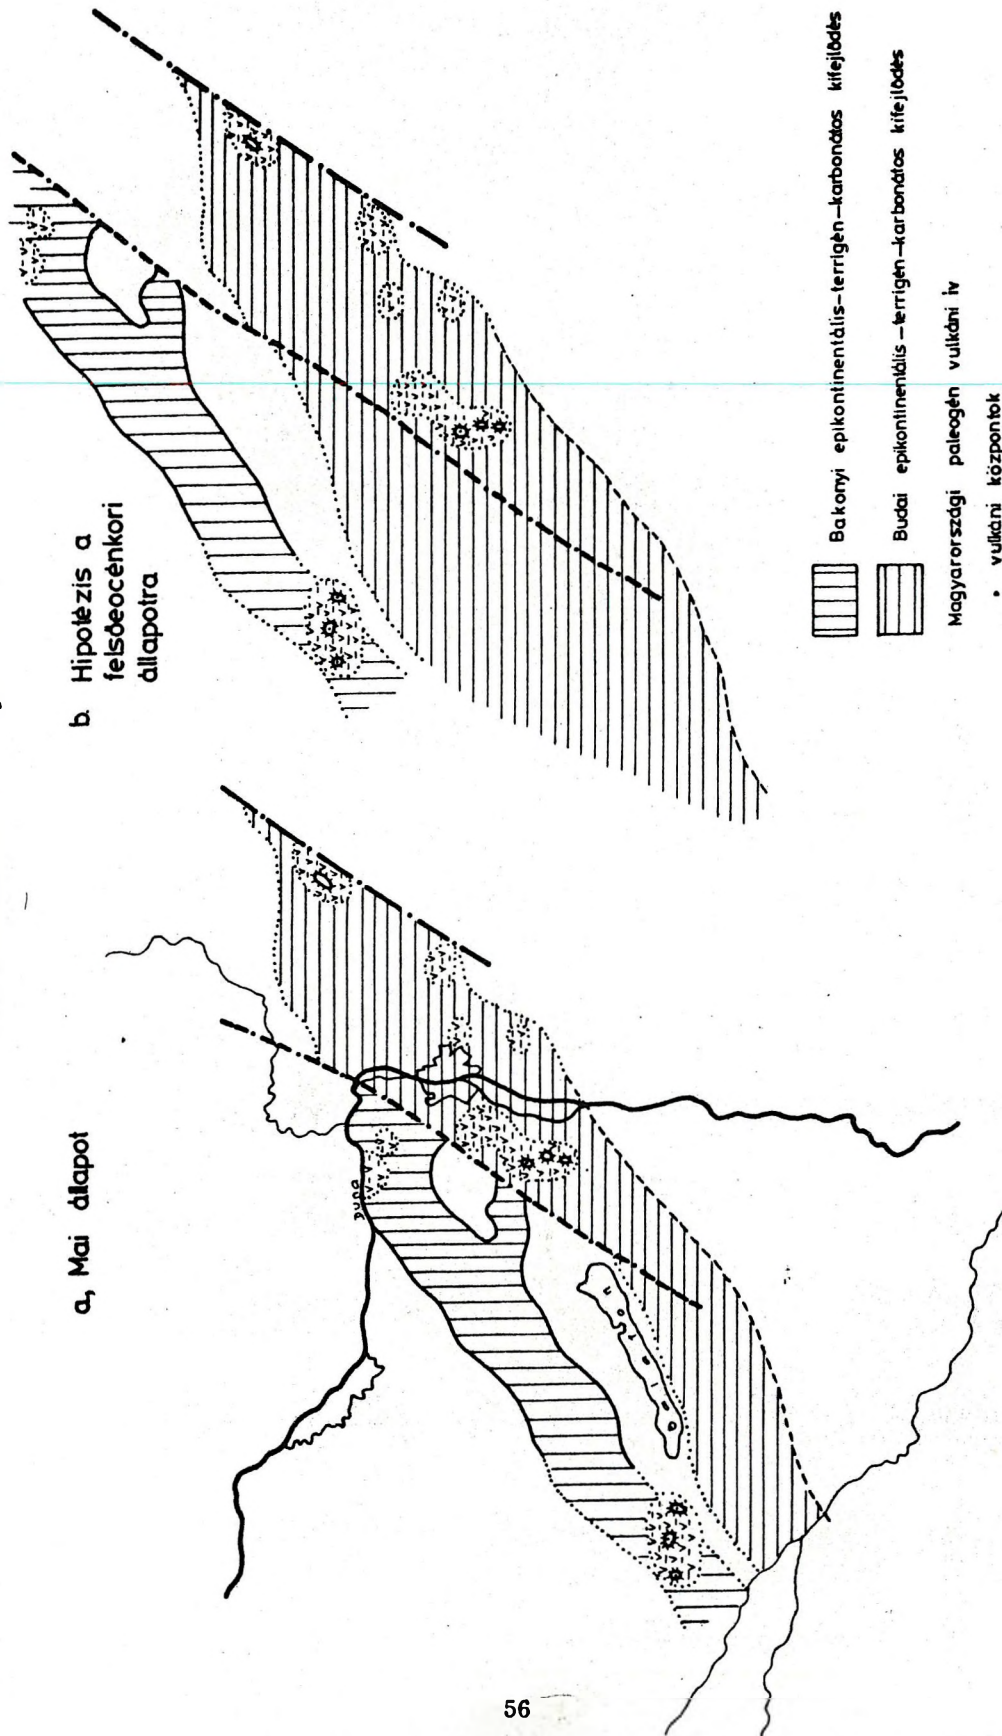 a, Mai állapot
DUNA
b. Hipotézis a
felsőeocénkori
állapotra
Bakonyi epikontinentális-terrigén-karbonátos kifejlődés
Budai epikontinentális-terrigén-karbonátos kifejlődés
Magyarországi paleogén vulkáni ív
• vulkáni központok
56